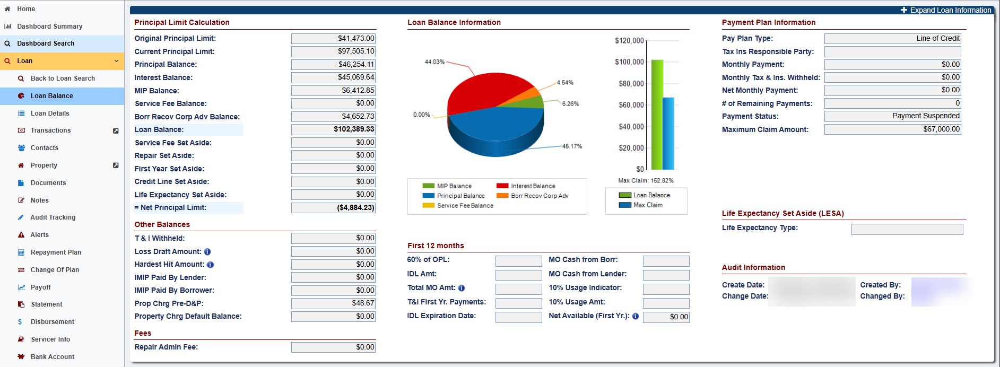 Home
Dashboard Summary
Dashboard Search
Loan
Back to Loan Search
Loan Balance
Loan Details
Transactions
Contacts
Property
Documents
Notes
Audit Tracking
Alerts
Repayment Plan
Change Of Plan
Payoff
Statement
Disbursement
Servicer Info
Bank Account
Expand Loan Information
Principal Limit Calculation
Original Principal Limit: $41,473.00
Current Principal Limit: $97,505.10
Principal Balance: $46,254.11
Interest Balance: $45,069.64
MIP Balance: $6,412.85
Service Fee Balance: $0.00
Borr Recov Corp Adv Balance: $4,652.73
Loan Balance: $102,389.33
Service Fee Set Aside: $0.00
Repair Set Aside: $0.00
First Year Set Aside: $0.00
Credit Line Set Aside: $0.00
Life Expectancy Set Aside: $0.00
= Net Principal Limit: ($4,884.23)
Other Balances
T & I Withheld: $0.00
Loss Draft Amount: $0.00
Hardest Hit Amount: $0.00
IMIP Paid By Lender: $0.00
IMIP Paid By Borrower: $0.00
Prop Chrg Pre-D&P: $48.67
Property Chrg Default Balance: $0.00
Fees
Repair Admin Fee: $0.00
Loan Balance Information
44.03%
4.54%
6.26%
0.00%
45.17%
MIP Balance Interest Balance
Principal Balance Borr Recov Corp Adv
Service Fee Balance
$120,000
$100,000
$80,000
$60,000
$40,000
$20,000
$0
Max Claim: 152.82%
Loan Balance
Max Claim
First 12 months
60% of OPL: MO Cash from Borr:
IDL Amt: MO Cash from Lender:
Total MO Amt: 10% Usage Indicator:
T&I First Yr. Payments: 10% Usage Amt:
IDL Expiration Date: Net Available (First Yr.): $0.00
Payment Plan Information
Pay Plan Type: Line of Credit
Tax Ins Responsible Party:
Monthly Payment: $0.00
Monthly Tax & Ins. Withheld: $0.00
Net Monthly Payment: $0.00
# of Remaining Payments: 0
Payment Status: Payment Suspended
Maximum Claim Amount: $67,000.00
Life Expectancy Set Aside (LESA)
Life Expectancy Type:
Audit Information
Create Date: Created By:
Change Date: Changed By: